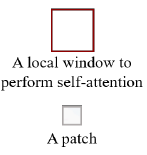 A local window to
perform self-attention
A patch